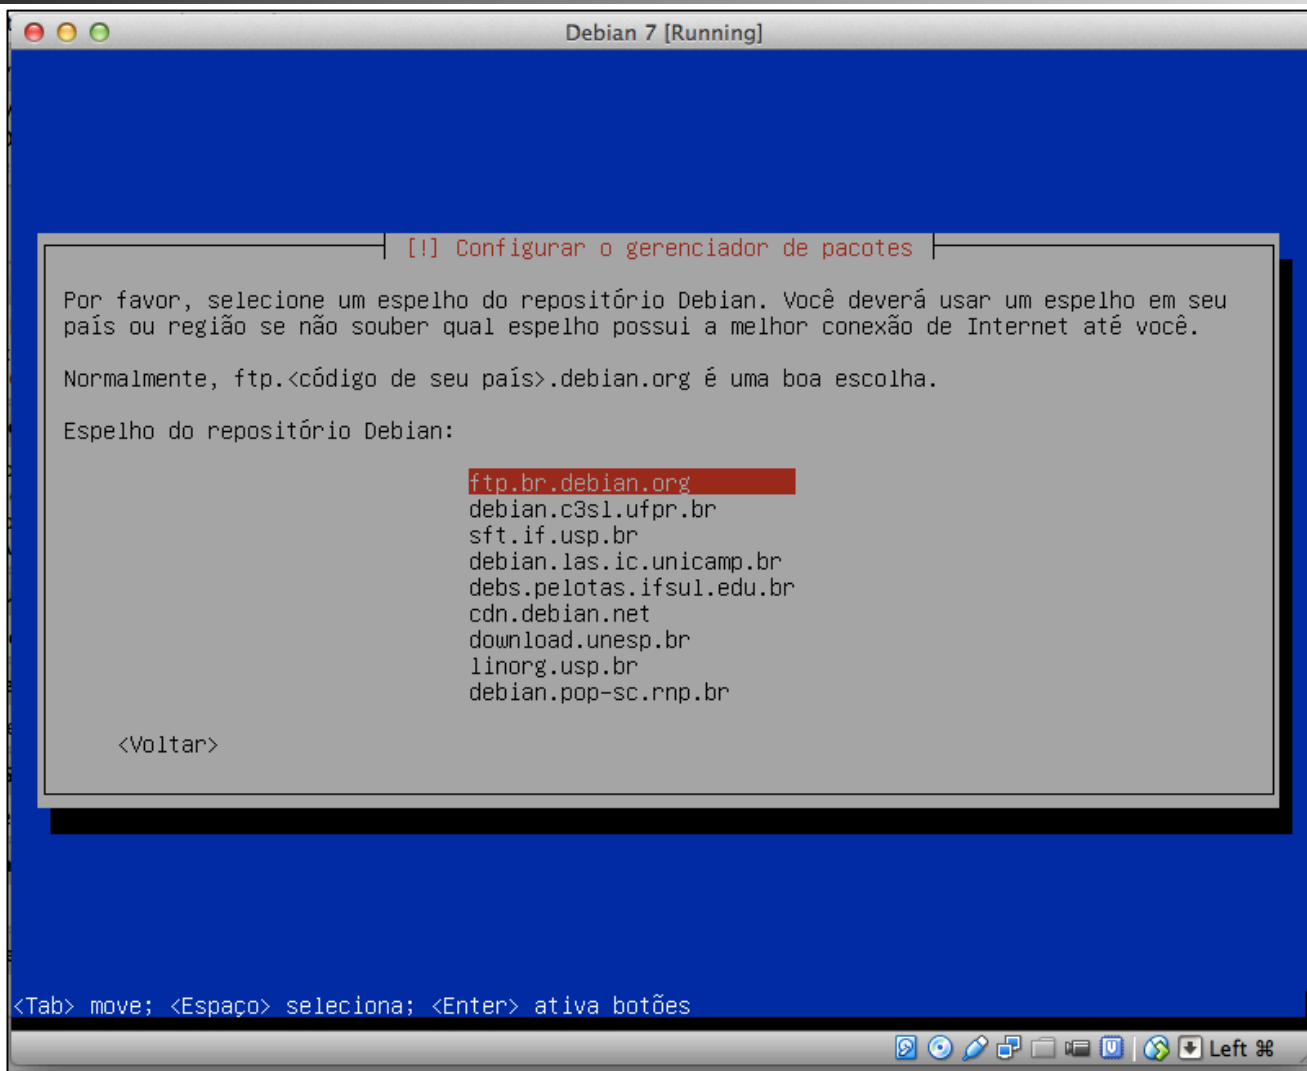 Debian 7 [Running]
[!] Configurar o gerenciador de pacotes
Por favor, selecione um espelho do repositório Debian. Você deverá usar um espelho em seu
país ou região se não souber qual espelho possui a melhor conexão de Internet até você.
Normalmente, ftp.<código de seu país>.debian.org é uma boa escolha.
Espelho do repositório Debian:
ftp.br.debian.org
debian.c3sl.ufpr.br
sft.if.usp.br
debian.las.ic.unicamp.br
debs.pelotas.ifsul.edu.br
cdn.debian.net
download.unesp.br
linorg.usp.br
debian.pop-sc.rnp.br
<Voltar>
<Tab> move; <Espaço> seleciona; <Enter> ativa botões
Left ⌘